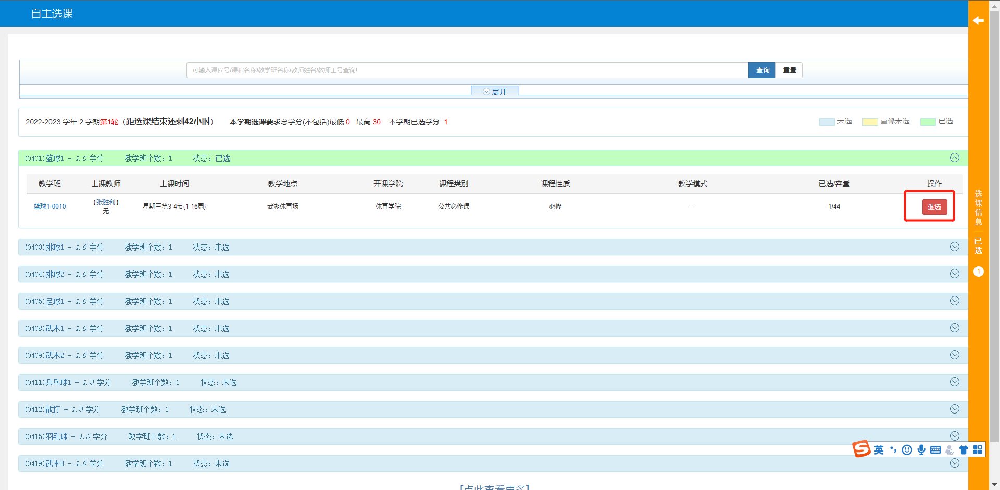 自主选课
可输入课程号/课程名称/教学班名称/教师姓名/教师工号查询! 查询 重置
展开
2022-2023 学年 2 学期第1轮（距选课结束还剩42小时） 本学期选课要求总学分(不包括)最低 0 最高 30 本学期已选学分 1 未选 重修未选 已选
(0401)篮球1 - 1.0 学分 教学班个数：1 状态：已选
教学班 上课教师 上课时间 教学地点 开课学院 课程类别 课程性质 教学模式 已选/容量 操作
篮球1-0010 【张胜利】 星期三第3-4节{1-16周} 武湖体育场 体育学院 公共必修课 必修 -- 1/44 退选
无
(0403)排球1 - 1.0 学分 教学班个数：1 状态：未选
(0404)排球2 - 1.0 学分 教学班个数：1 状态：未选
(0405)足球1 - 1.0 学分 教学班个数：1 状态：未选
(0408)武术1 - 1.0 学分 教学班个数：1 状态：未选
(0409)武术2 - 1.0 学分 教学班个数：1 状态：未选
(0411)兵乓球1 - 1.0 学分 教学班个数：1 状态：未选
(0412)散打 - 1.0 学分 教学班个数：1 状态：未选
(0415)羽毛球 - 1.0 学分 教学班个数：1 状态：未选
(0419)武术3 - 1.0 学分 教学班个数：1 状态：未选
【点此查看更多】
选课信息
已选
1
S 英